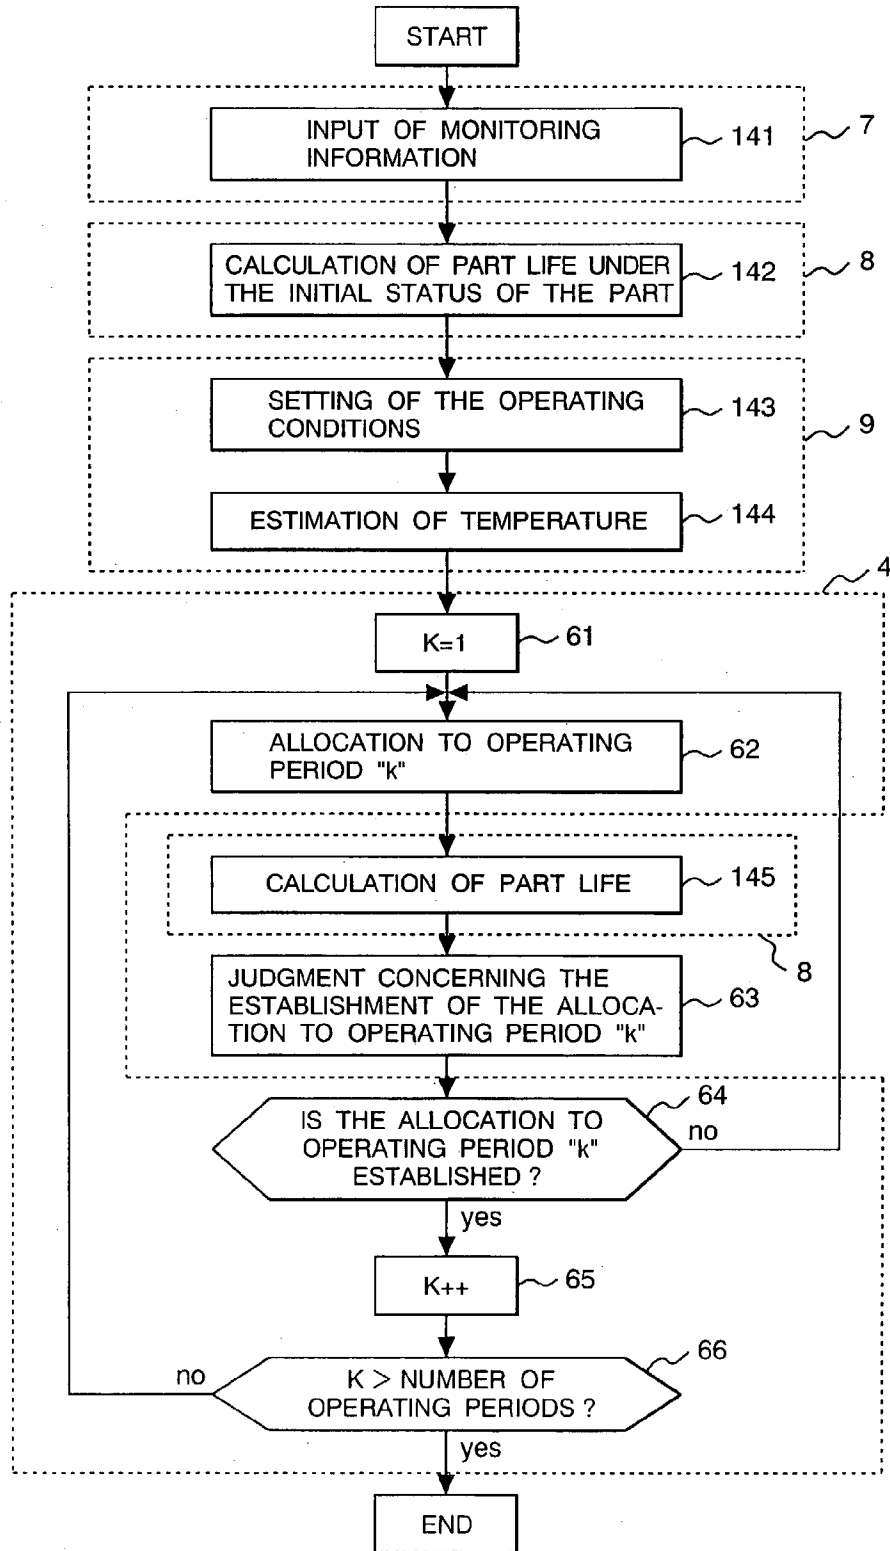 START
INPUT OF MONITORING
INFORMATION
141
7
CALCULATION OF PART LIFE UNDER
THE INITIAL STATUS OF THE PART
142
8
SETTING OF THE OPERATING
CONDITIONS
143
9
ESTIMATION OF TEMPERATURE
144
4
K=1
61
ALLOCATION TO OPERATING
PERIOD "k"
62
CALCULATION OF PART LIFE
145
8
JUDGMENT CONCERNING THE
ESTABLISHMENT OF THE ALLOCA-
TION TO OPERATING PERIOD "k"
63
64
IS THE ALLOCATION TO
OPERATING PERIOD "k"
ESTABLISHED ?
no
yes
K++
65
66
no
K > NUMBER OF
OPERATING PERIODS ?
yes
END